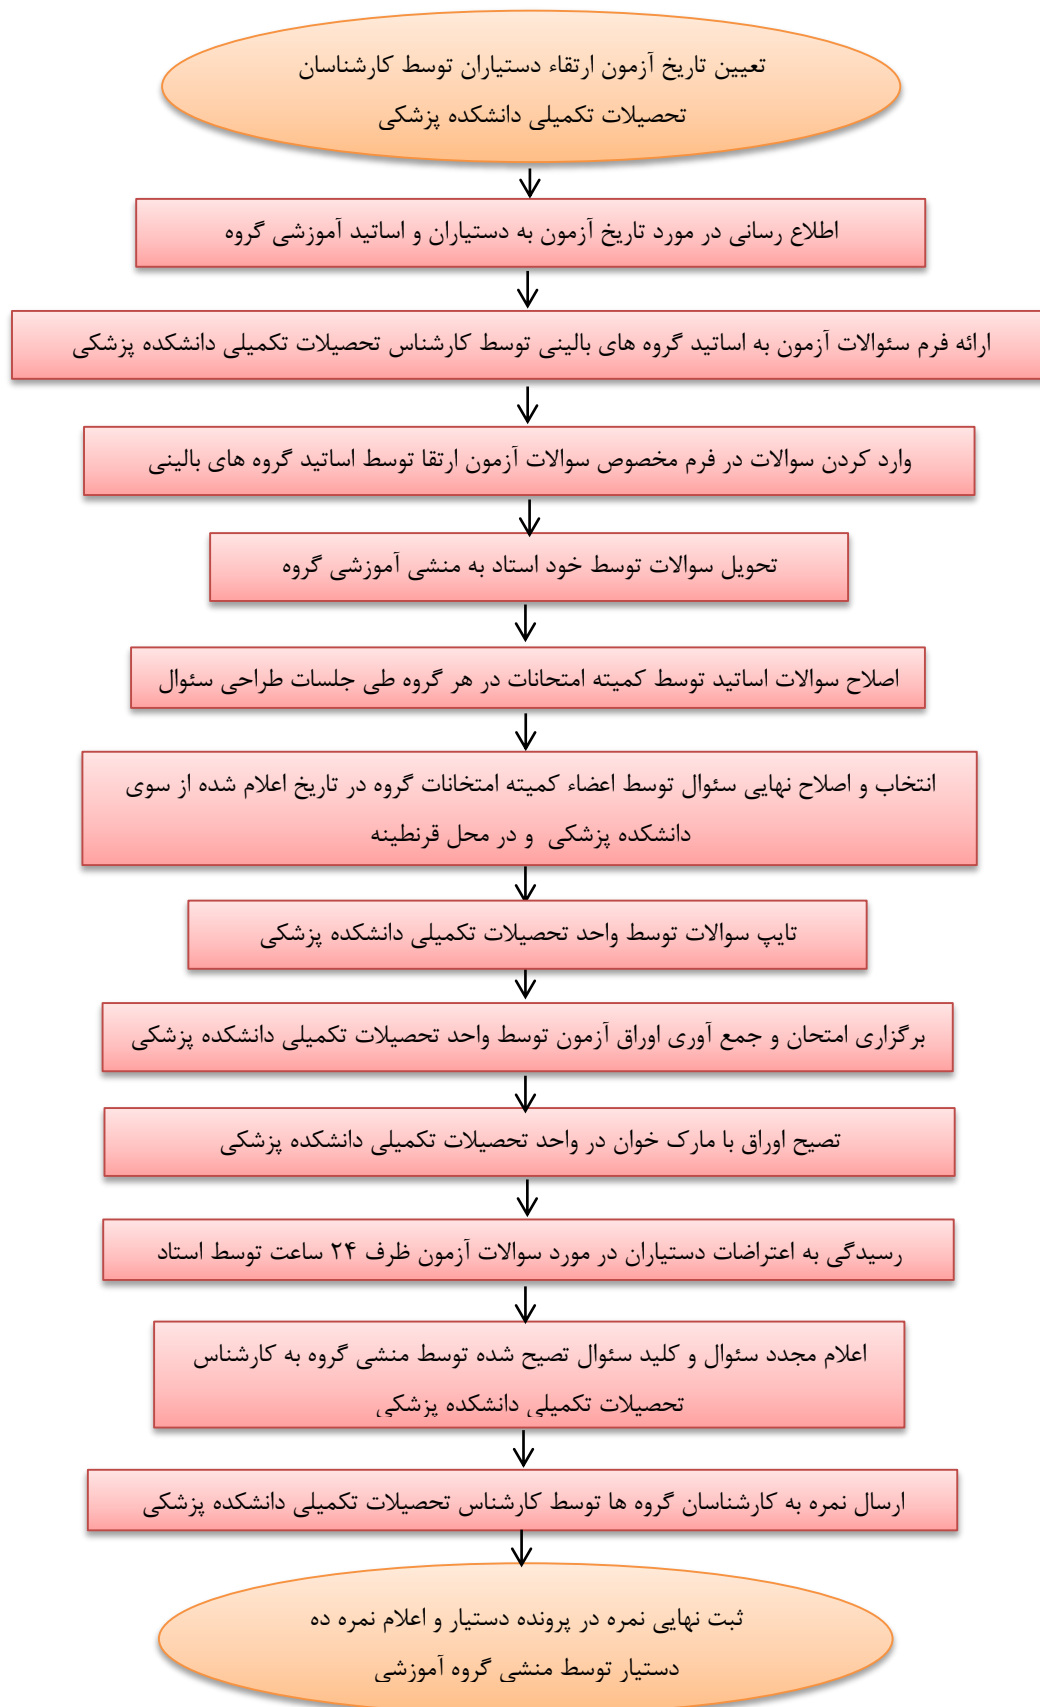 تعیین تاریخ آزمون ارتقاء دستیاران توسط کارشناسان
تحصیلات تکمیلی دانشکده پزشکی
اطلاع رسانی در مورد تاریخ آزمون به دستیاران و اساتید آموزشی گروه
ارائه فرم سئوالات آزمون به اساتید گروه های بالینی توسط کارشناس تحصیلات تکمیلی دانشکده پزشکی
وارد کردن سوالات در فرم مخصوص سوالات آزمون ارتقا توسط اساتید گروه های بالینی
تحویل سوالات توسط خود استاد به منشی آموزشی گروه
اصلاح سوالات اساتید توسط کمیته امتحانات در هر گروه طی جلسات طراحی سئوال
انتخاب و اصلاح نهایی سئوال توسط اعضاء کمیته امتخانات گروه در تاریخ اعلام شده از سوی
دانشکده پزشکی و در محل قرنطینه
تایپ سوالات توسط واحد تحصیلات تکمیلی دانشکده پزشکی
برگزاری امتحان و جمع آوری اوراق آزمون توسط واحد تحصیلات تکمیلی دانشکده پزشکی
تصیح اوراق با مارک خوان در واحد تحصیلات تکمیلی دانشکده پزشکی
رسیدگی به اعتراضات دستیاران در مورد سوالات آزمون ظرف ۲۴ ساعت توسط استاد
اعلام مجدد سئوال و کلید سئوال تصیح شده توسط منشی گروه به کارشناس
تحصیلات تکمیلی دانشکده پزشکی
ارسال نمره به کارشناسان گروه ها توسط کارشناس تحصیلات تکمیلی دانشکده پزشکی
ثبت نهایی نمره در پرونده دستیار و اعلام نمره ده
دستیار توسط منشی گروه آموزشی